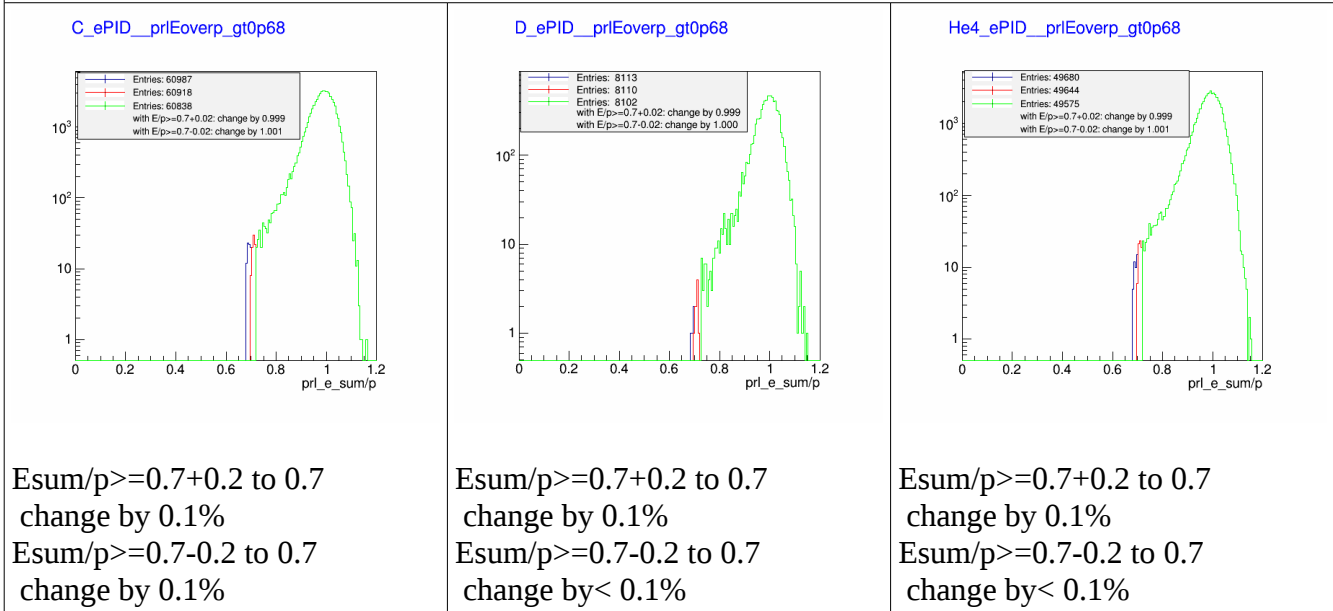 C_ePID__prlEoverp_gt0p68
Entries: 60987
Entries: 60918
Entries: 60838
with E/p>=0.7+0.02: change by 0.999
with E/p>=0.7-0.02: change by 1.001
10^3
10^2
10
1
0 0.2 0.4 0.6 0.8 1 1.2
prl_e_sum/p
Esum/p>=0.7+0.2 to 0.7
change by 0.1%
Esum/p>=0.7-0.2 to 0.7
change by 0.1%
D_ePID__prlEoverp_gt0p68
Entries: 8113
Entries: 8110
Entries: 8102
with E/p>=0.7+0.02: change by 0.999
with E/p>=0.7-0.02: change by 1.000
10^2
10
1
0 0.2 0.4 0.6 0.8 1 1.2
prl_e_sum/p
Esum/p>=0.7+0.2 to 0.7
change by 0.1%
Esum/p>=0.7-0.2 to 0.7
change by< 0.1%
He4_ePID__prlEoverp_gt0p68
Entries: 49680
Entries: 49644
Entries: 49575
with E/p>=0.7+0.02: change by 0.999
with E/p>=0.7-0.02: change by 1.001
10^3
10^2
10
1
0 0.2 0.4 0.6 0.8 1 1.2
prl_e_sum/p
Esum/p>=0.7+0.2 to 0.7
change by 0.1%
Esum/p>=0.7-0.2 to 0.7
change by< 0.1%